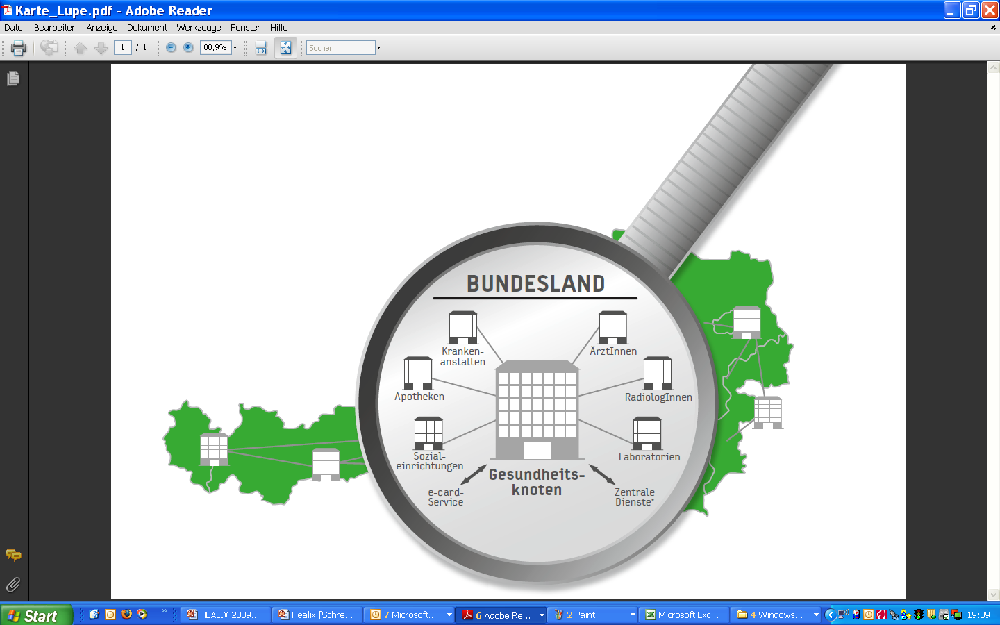 Karte_Lupe.pdf - Adobe Reader
Datei Bearbeiten Anzeige Dokument Werkzeuge Fenster Hilfe
1 / 1 88,9% Suchen
BUNDESLAND
Kranken-
anstalten
ÄrztInnen
Apotheken
RadiologInnen
Sozial-
einrichtungen
Laboratorien
Gesundheits-
knoten
e-card-
Service
Zentrale
Dienste*
Start
HEALIX 2009...
Healix [Schre...
7 Microsoft...
6 Adobe Re...
2 Paint
Microsoft Exc...
4 Windows...
19:09